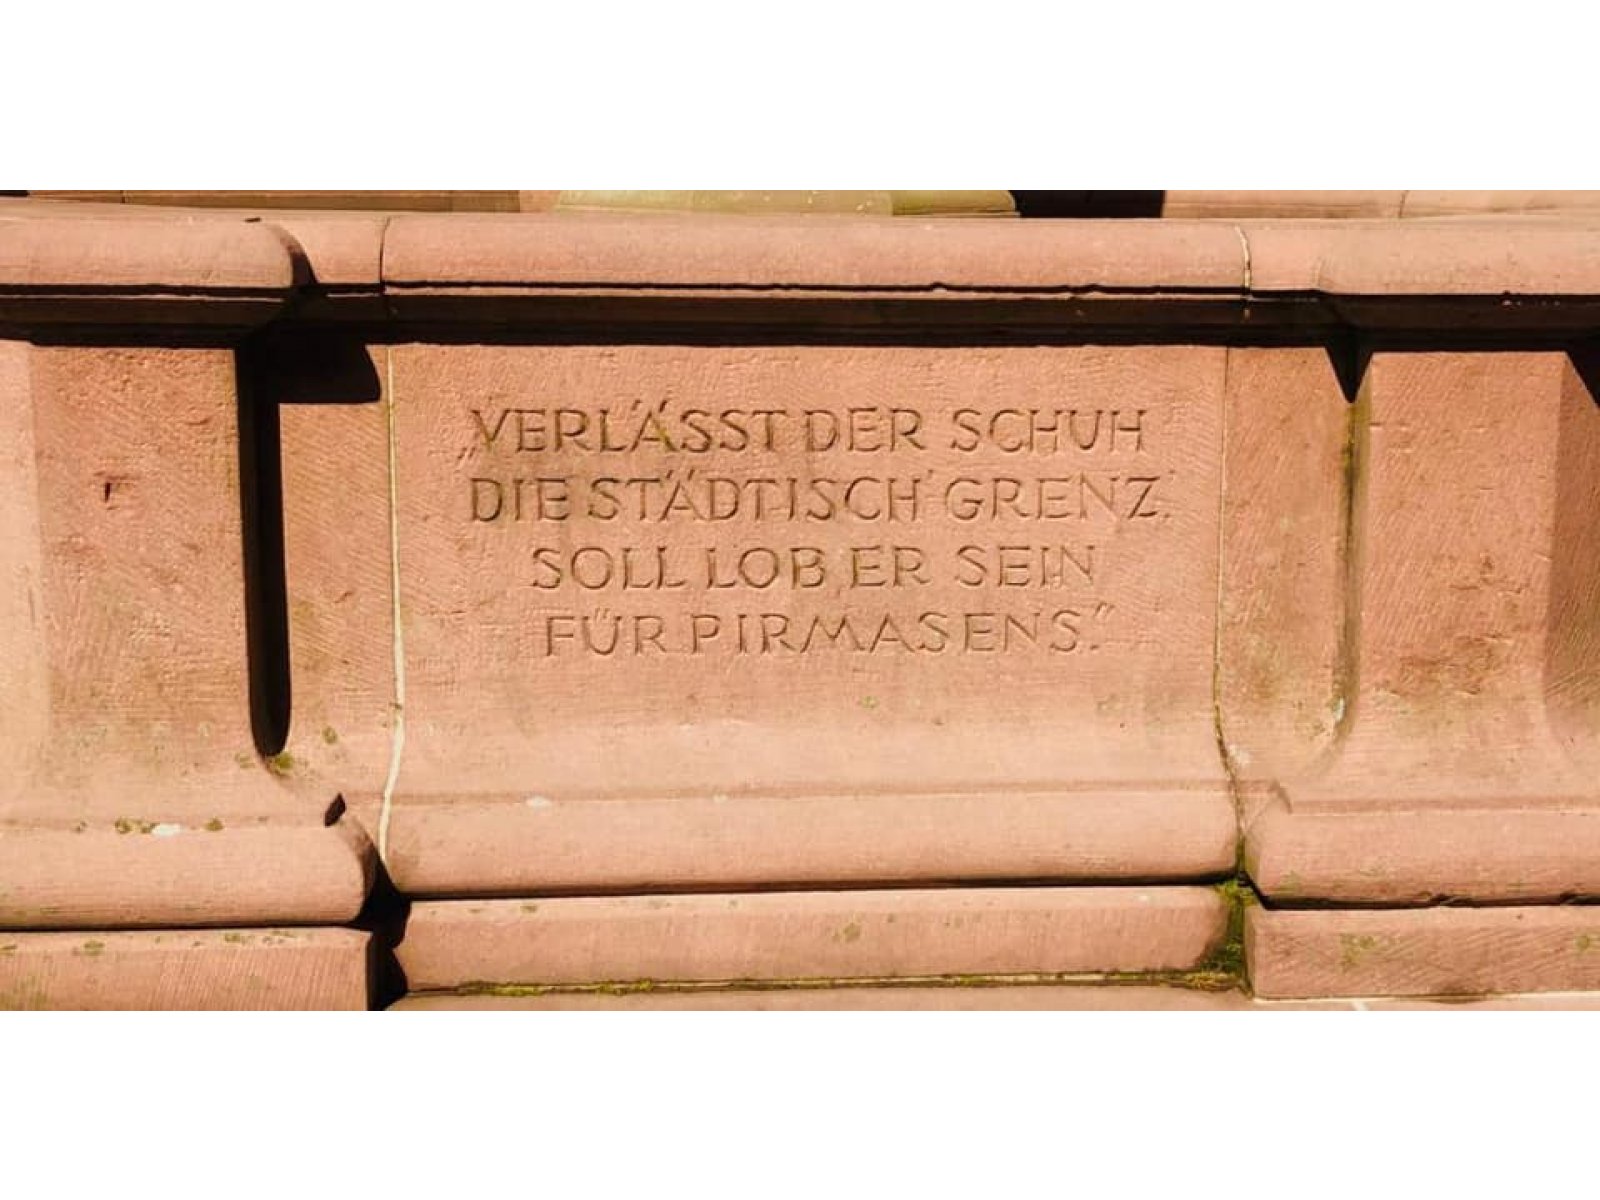 „VERLÄSST DER SCHUH
DIE STÄDTISCH' GRENZ,
SOLL LOB ER SEIN
FÜR PIRMASENS.“